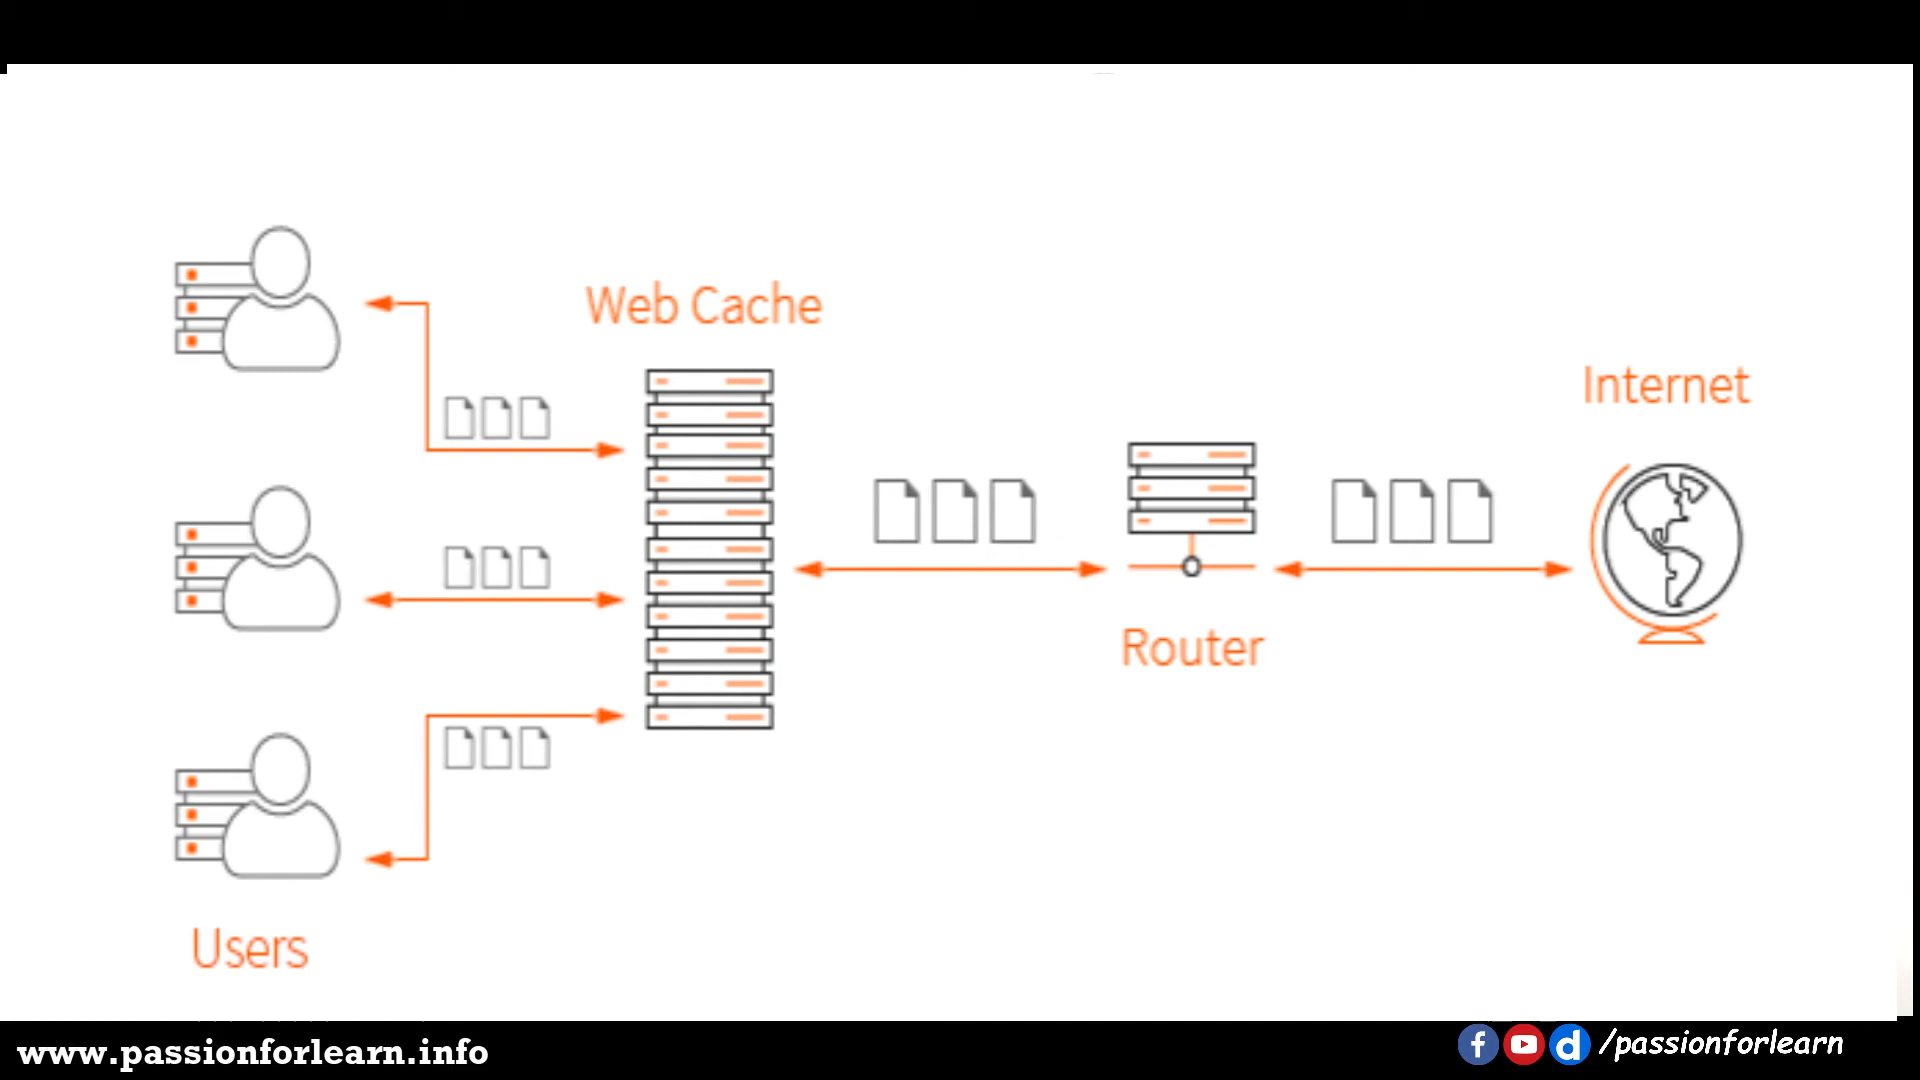 Web Cache
Internet
Router
Users
www.passionforlearn.info
f d /passionforlearn